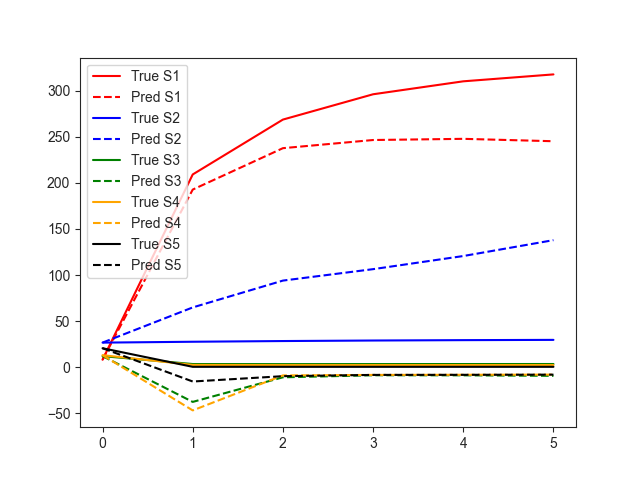 300
250
200
150
100
50
0
−50
0
1
2
3
4
5
True S1
Pred S1
True S2
Pred S2
True S3
Pred S3
True S4
Pred S4
True S5
Pred S5